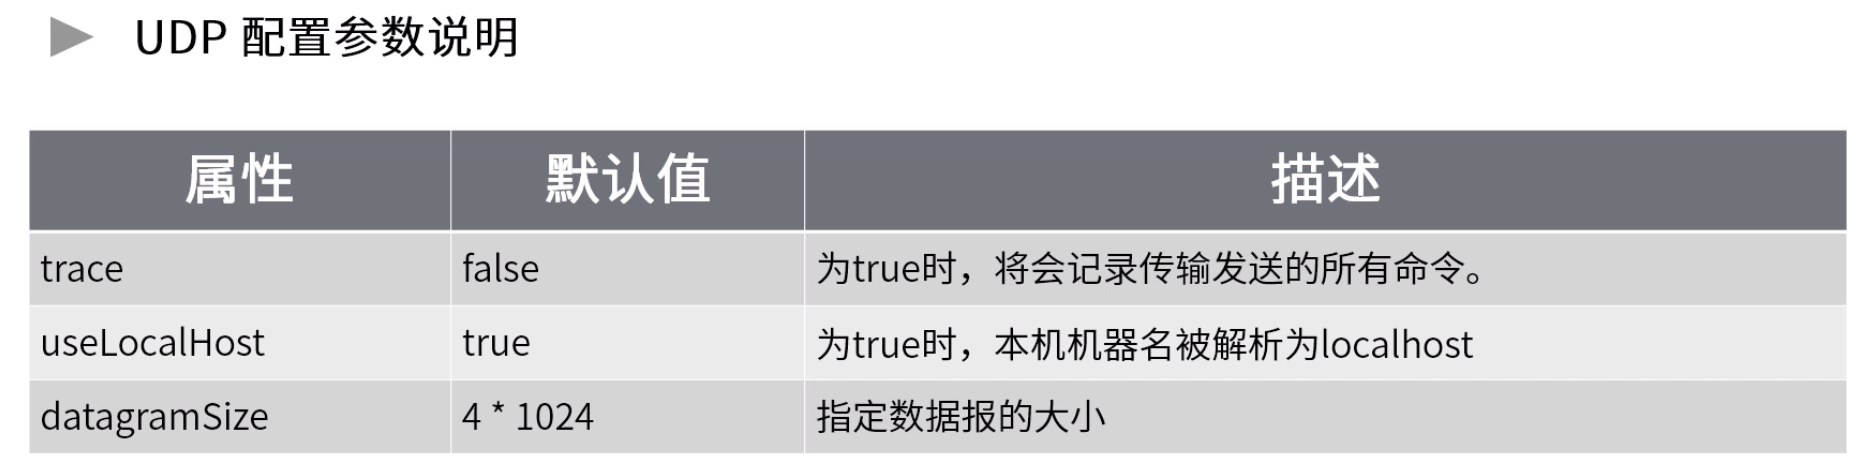 UDP 配置参数说明
属性 默认值 描述
trace false 为true时，将会记录传输发送的所有命令。
useLocalHost true 为true时，本机机器名被解析为localhost
datagramSize 4 * 1024 指定数据报的大小